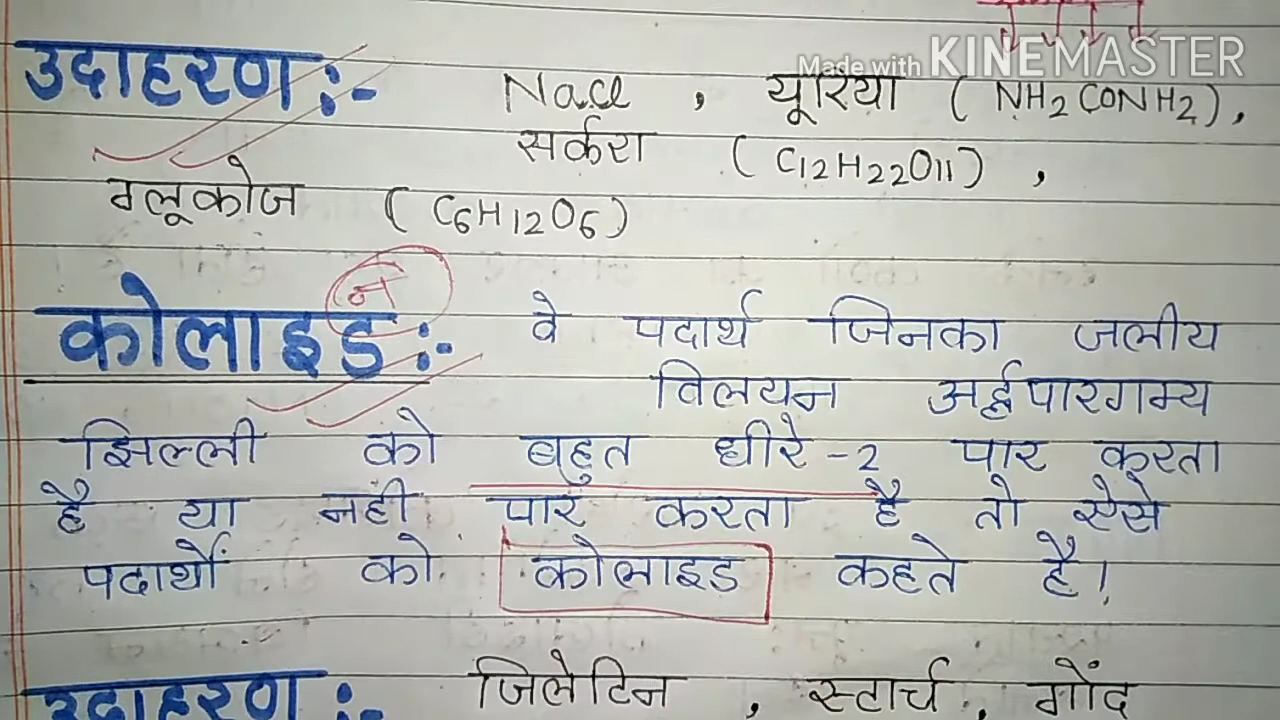 Made with KINEMASTER
उदाहरण :- NaCl , यूरिया ( NH2CONH2) ,
सर्करा ( C12H22O11) ,
ग्लूकोज ( C6H12O6)
कोलाइड :- वे पदार्थ जिनका जलीय
विलयन अर्द्धपारगम्य
झिल्ली को बहुत धीरे-2 पार करता
है या नही पार करता है तो ऐसे
पदार्थों को कोलाइड कहते है।
उदाहरण :- जिलेटिन , स्टार्च , गोंद